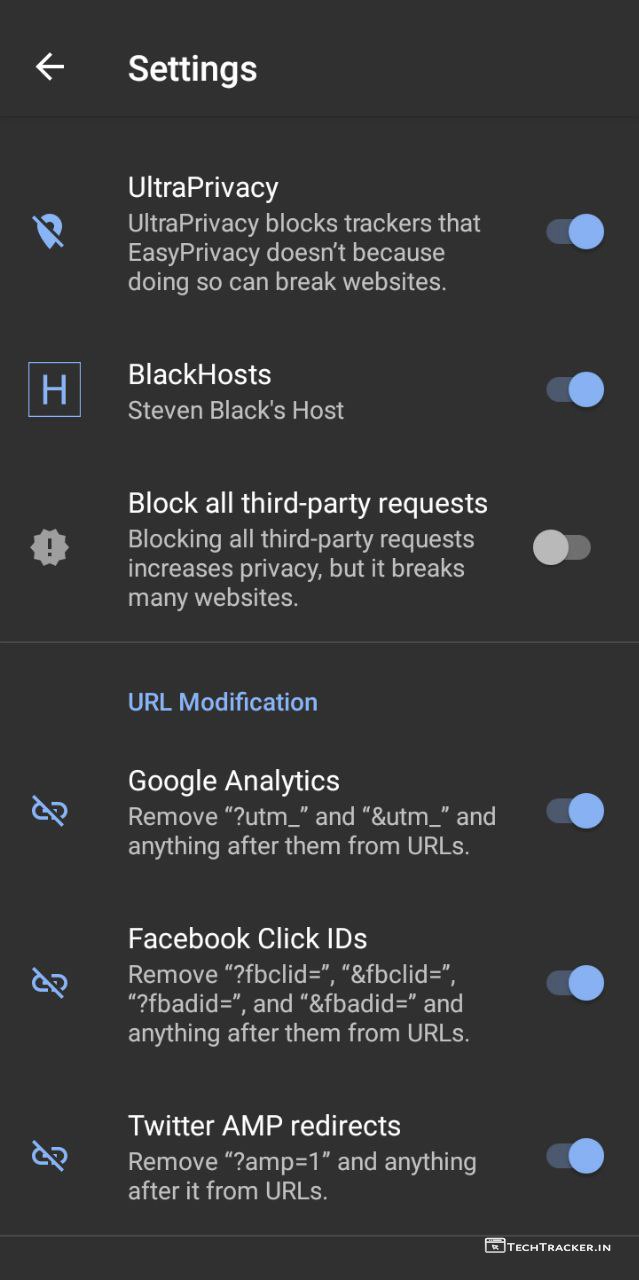 Settings
UltraPrivacy
UltraPrivacy blocks trackers that
EasyPrivacy doesn’t because
doing so can break websites.
H
BlackHosts
Steven Black's Host
Block all third-party requests
Blocking all third-party requests
increases privacy, but it breaks
many websites.
URL Modification
Google Analytics
Remove “?utm_” and “&utm_” and
anything after them from URLs.
Facebook Click IDs
Remove “?fbclid=”, “&fbclid=”,
“?fbadid=”, and “&fbadid=” and
anything after them from URLs.
Twitter AMP redirects
Remove “?amp=1” and anything
after it from URLs.
TECHTRACKER.IN